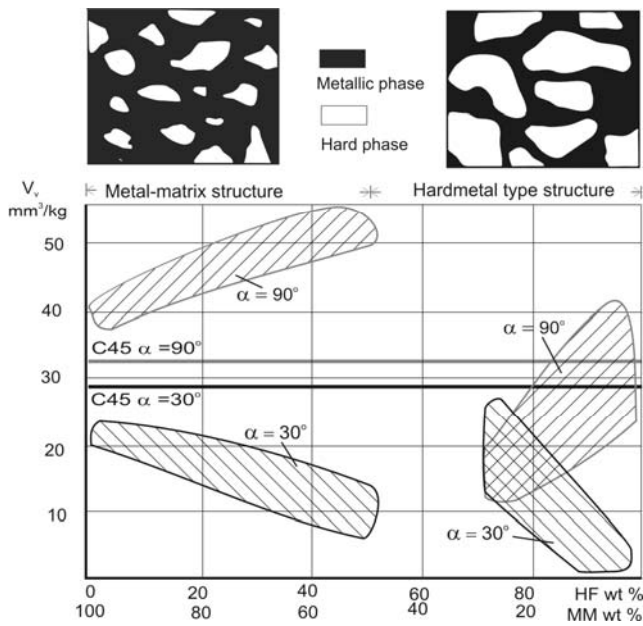 Metallic phase
Hard phase
Vᵥ
mm³/kg
Metal-matrix structure
Hardmetal type structure
50
α = 90°
40
α = 90°
C45 α =90°
30
C45 α =30°
20
α = 30°
10
α = 30°
0 20 40 60 80 HF wt %
100 80 60 40 20 MM wt %